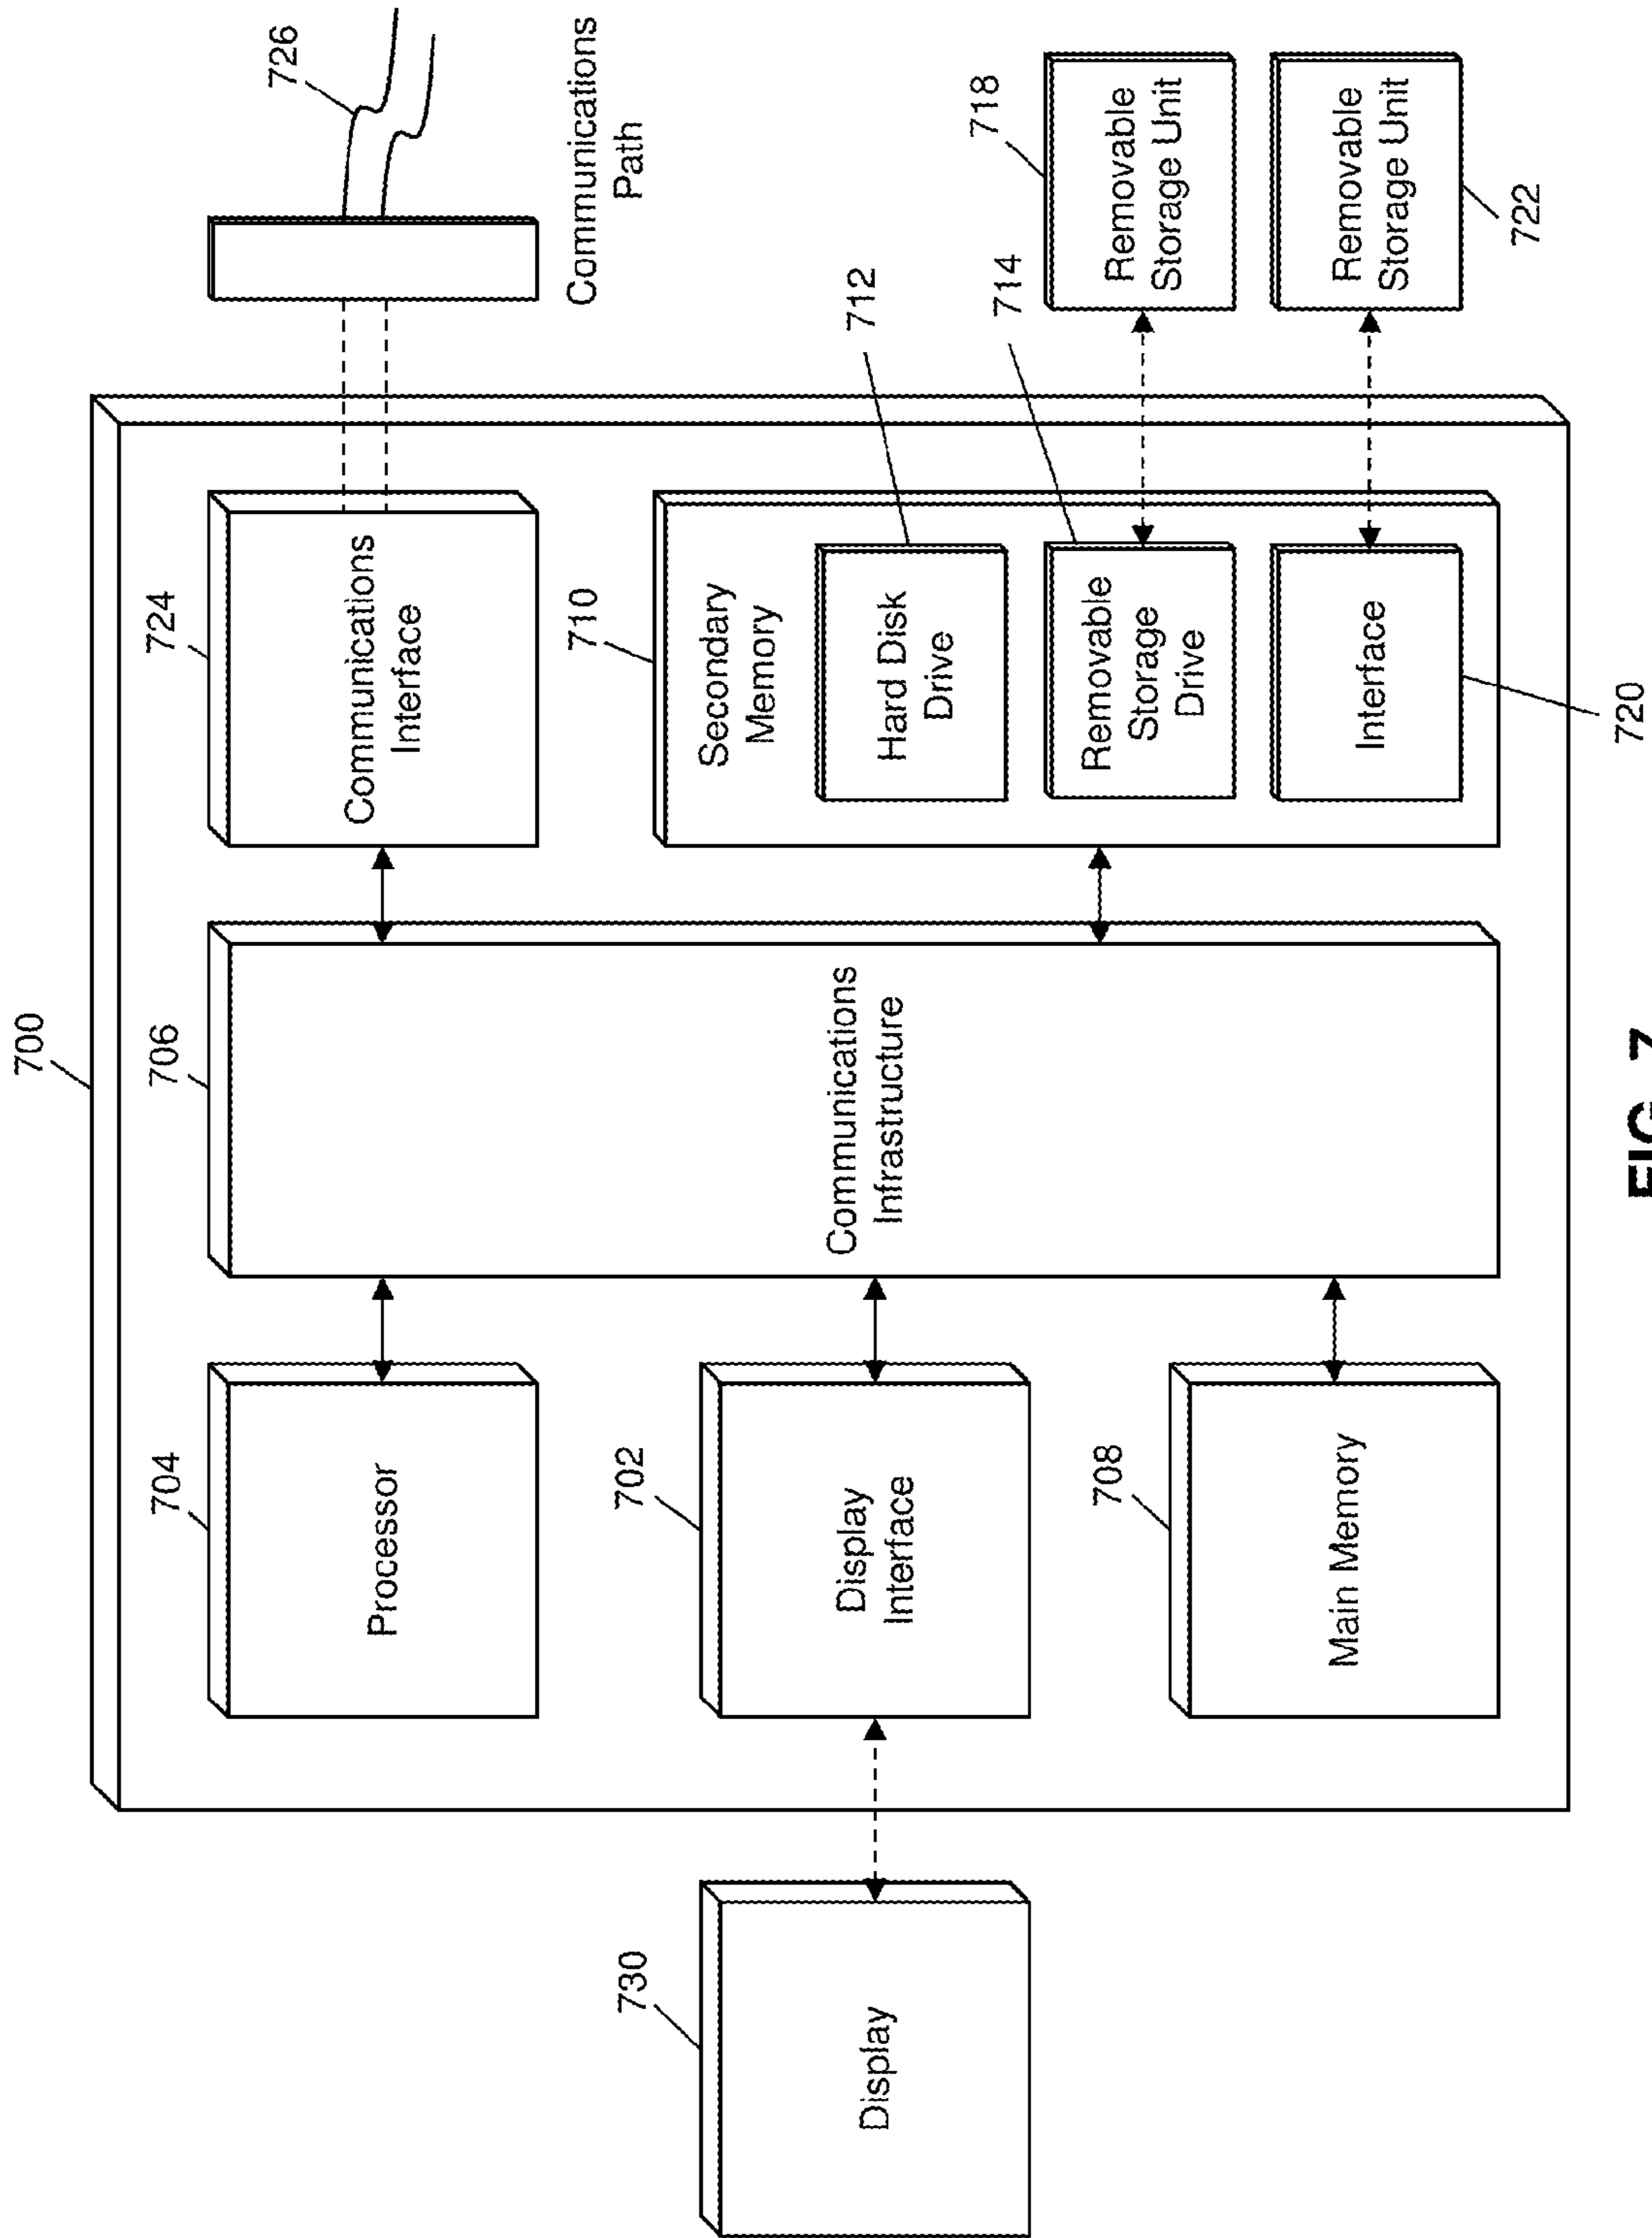 700
704
706
724
726
Processor
Communications
Interface
Communications
Path
730
702
710
Display
Display
Interface
Communications
Infrastructure
Secondary
Memory
712
Hard Disk
Drive
714
718
708
Removable
Storage
Drive
Removable
Storage Unit
Main Memory
Interface
Removable
Storage Unit
722
720
FIG. 7